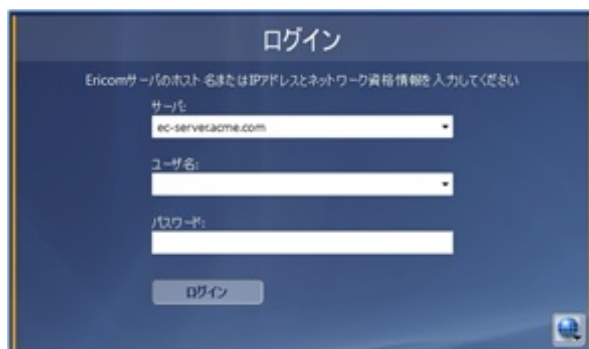 ログイン
Ericomサーバのホスト名またはIPアドレスとネットワーク資格情報を入力してください
サーバ:
ec-server.acme.com
ユーザ名:
パスワード:
ログイン